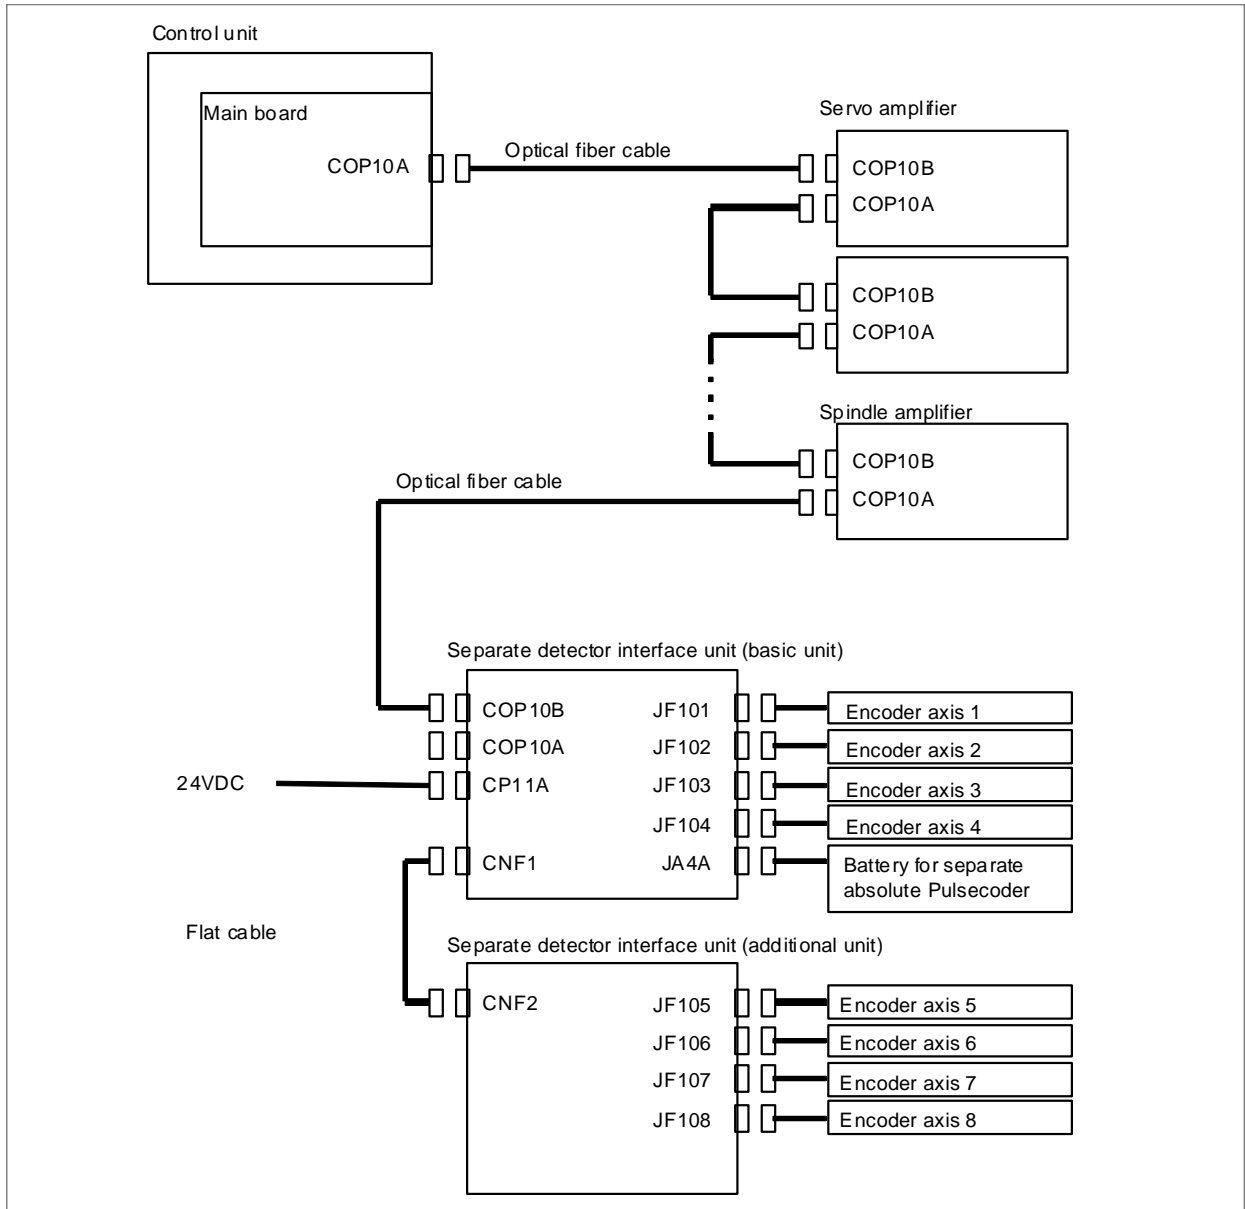 Control unit
Main board
COP10A
Optical fiber cable
Servo amplifier
COP10B
COP10A
COP10B
COP10A
Spindle amplifier
COP10B
COP10A
Optical fiber cable
Separate detector interface unit (basic unit)
COP10B
JF101
Encoder axis 1
COP10A
JF102
Encoder axis 2
24VDC
CP11A
JF103
Encoder axis 3
JF104
Encoder axis 4
CNF1
JA4A
Battery for separate
absolute Pulsecoder
Flat cable
Separate detector interface unit (additional unit)
CNF2
JF105
Encoder axis 5
JF106
Encoder axis 6
JF107
Encoder axis 7
JF108
Encoder axis 8